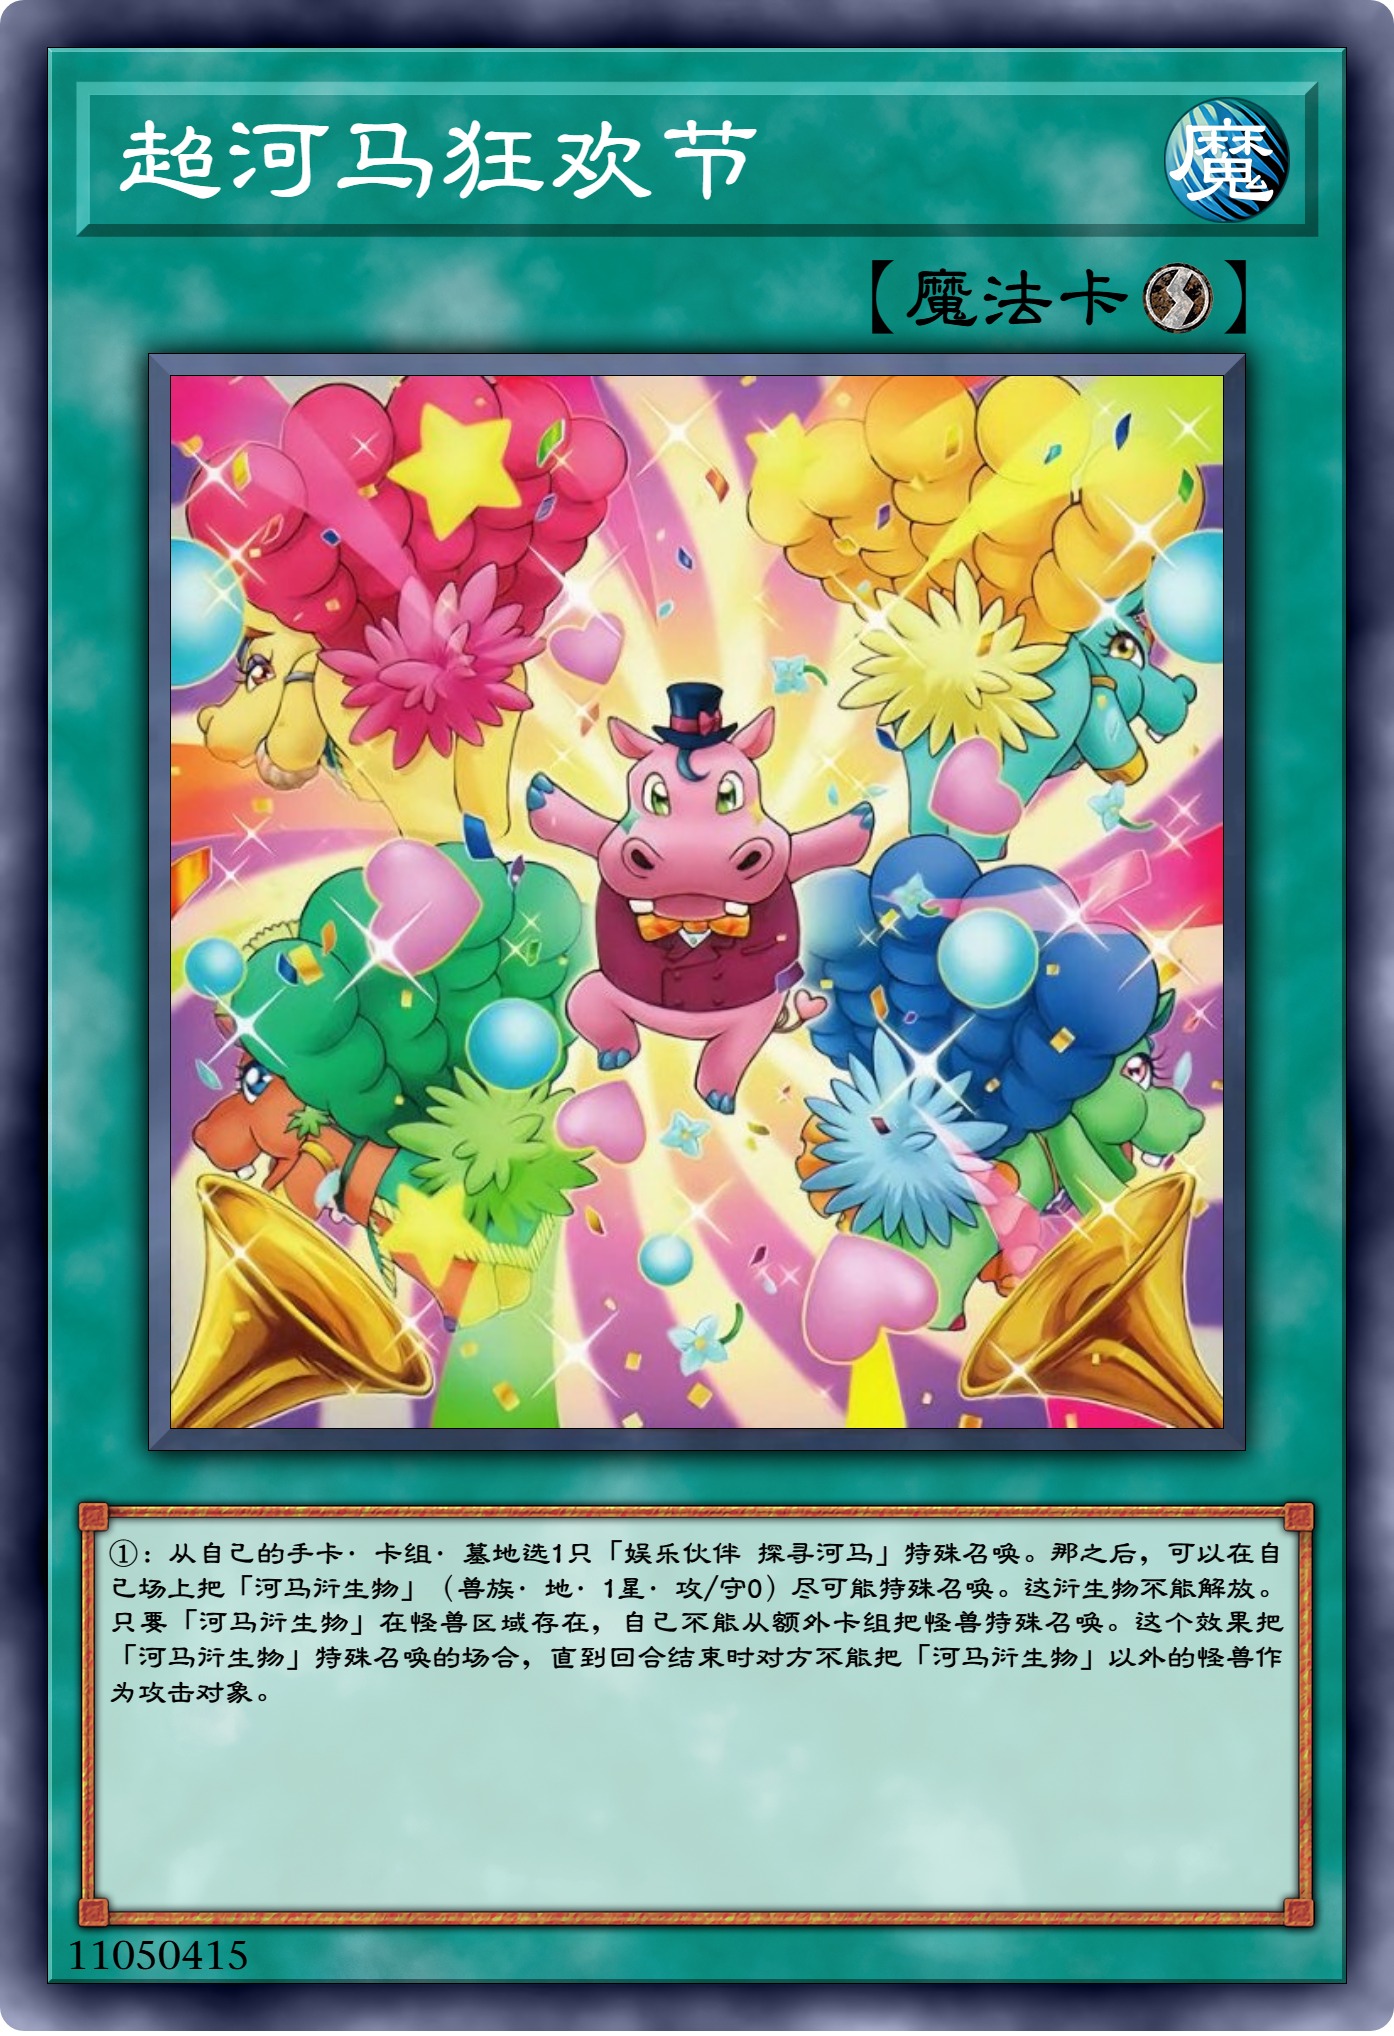 超河马狂欢节
魔
【魔法卡】
①：从自己的手卡·卡组·墓地选1只「娱乐伙伴 探寻河马」特殊召唤。那之后，可以在自
己场上把「河马衍生物」（兽族·地·1星·攻/守0）尽可能特殊召唤。这衍生物不能解放。
只要「河马衍生物」在怪兽区域存在，自己不能从额外卡组把怪兽特殊召唤。这个效果把
「河马衍生物」特殊召唤的场合，直到回合结束时对方不能把「河马衍生物」以外的怪兽作
为攻击对象。
11050415